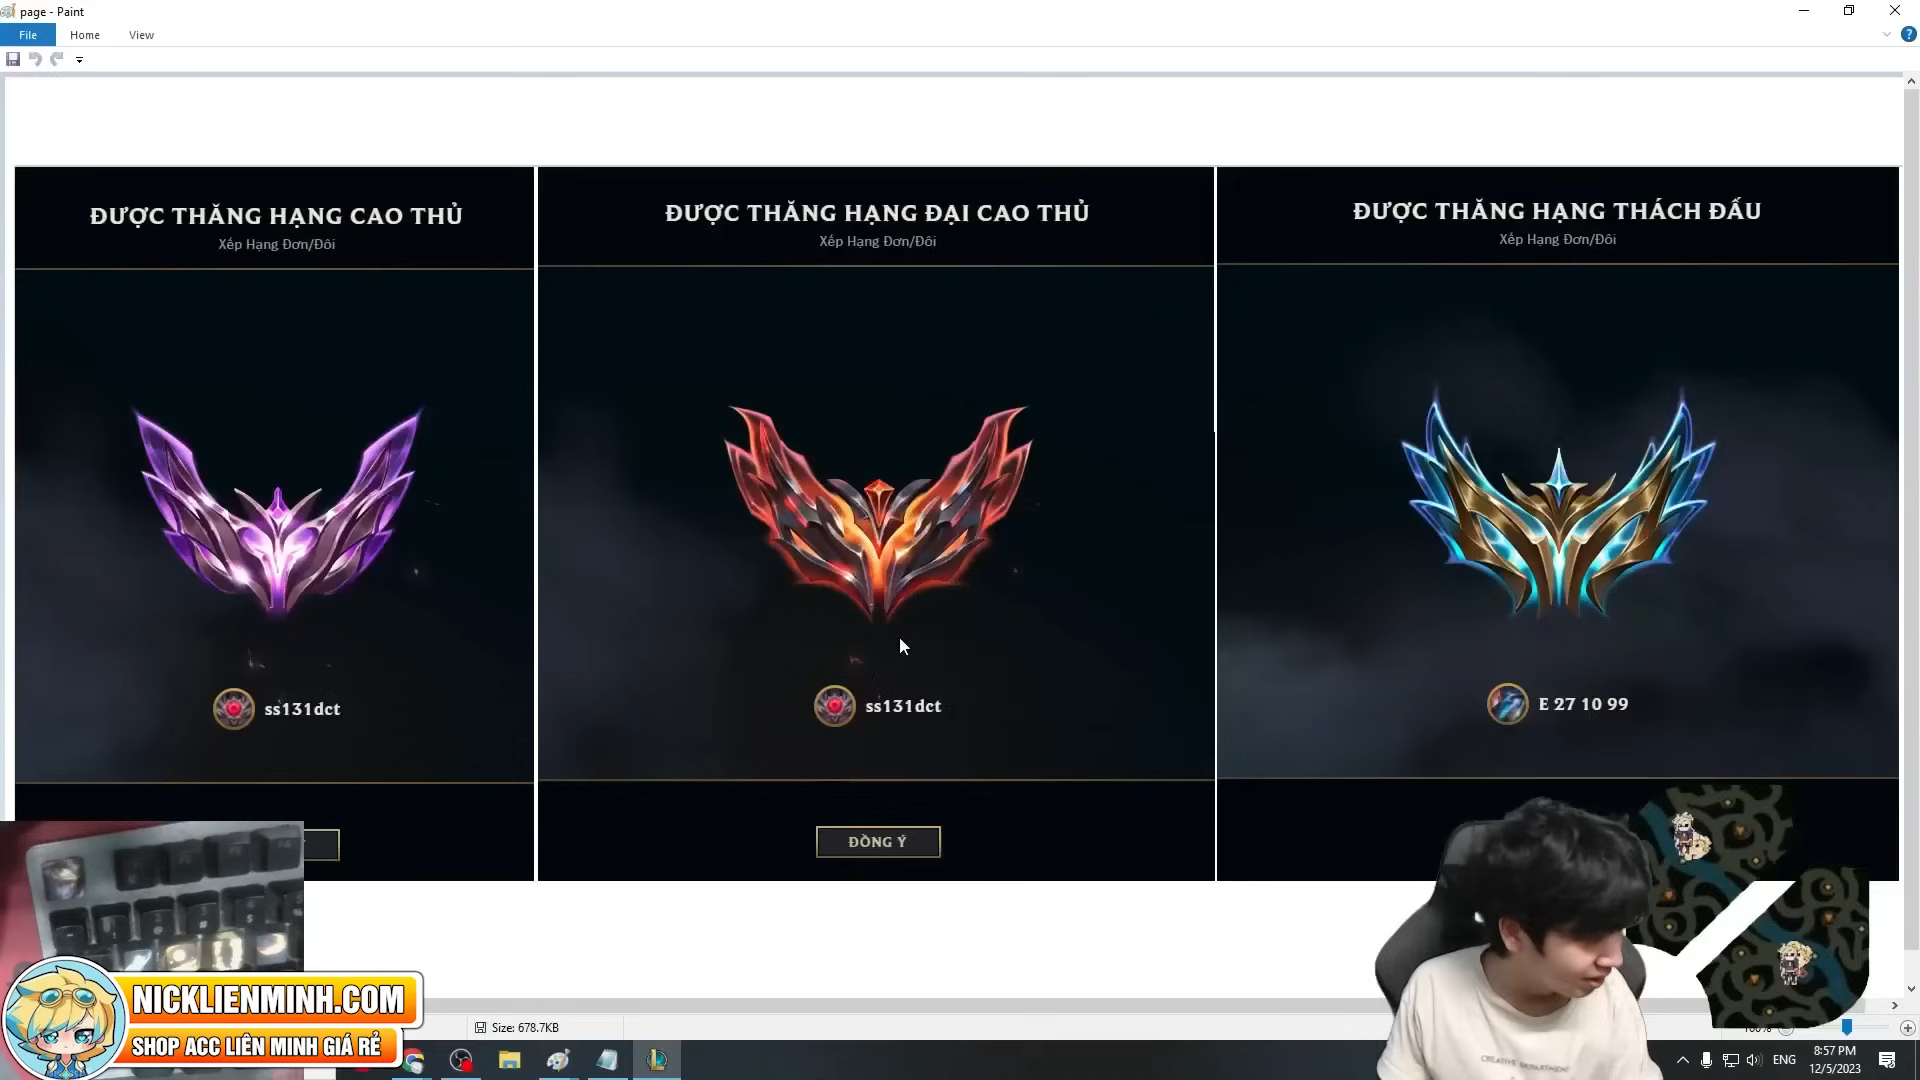 page - Paint
File
Home
View
ĐƯỢC THĂNG HẠNG CAO THỦ
Xếp Hạng Đơn/Đôi
ss131dct
ĐƯỢC THĂNG HẠNG ĐẠI CAO THỦ
Xếp Hạng Đơn/Đôi
ss131dct
ĐỒNG Ý
ĐƯỢC THĂNG HẠNG THÁCH ĐẤU
Xếp Hạng Đơn/Đôi
E 27 10 99
NICKLIENMINH.COM
SHOP ACC LIÊN MINH GIÁ RẺ
Size: 678.7KB
100%
CREATIVE DEPARTMENT
ENG
8:57 PM
12/5/2023